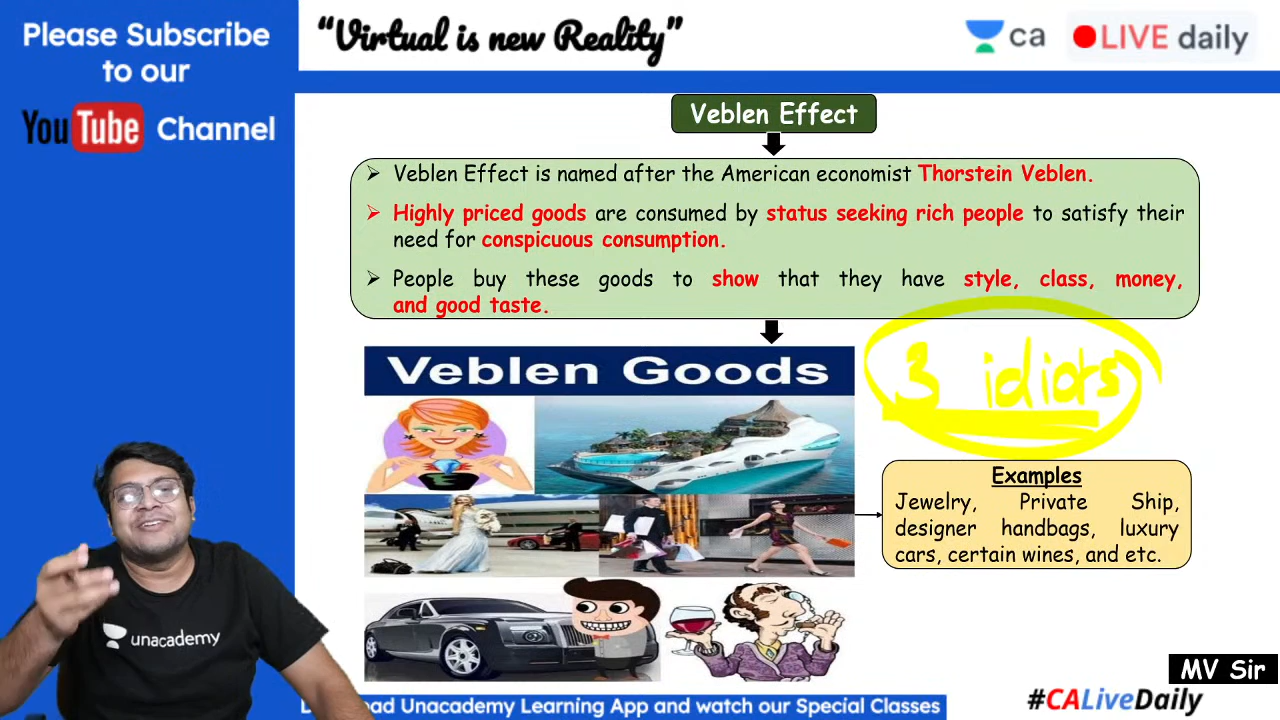 Please Subscribe
to our
YouTube Channel
“Virtual is new Reality”
ca
LIVE daily
Veblen Effect
➢ Veblen Effect is named after the American economist Thorstein Veblen.
➢ Highly priced goods are consumed by status seeking rich people to satisfy their
need for conspicuous consumption.
➢ People buy these goods to show that they have style, class, money,
and good taste.
Veblen Goods
3 idiots
Examples
Jewelry, Private Ship,
designer handbags, luxury
cars, certain wines, and etc.
unacademy
MV Sir
Unacademy Learning App and watch our Special Classes
#CALiveDaily